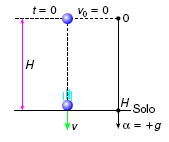 t = 0
v₀ = 0
0
H
H
Solo
v
α = +g